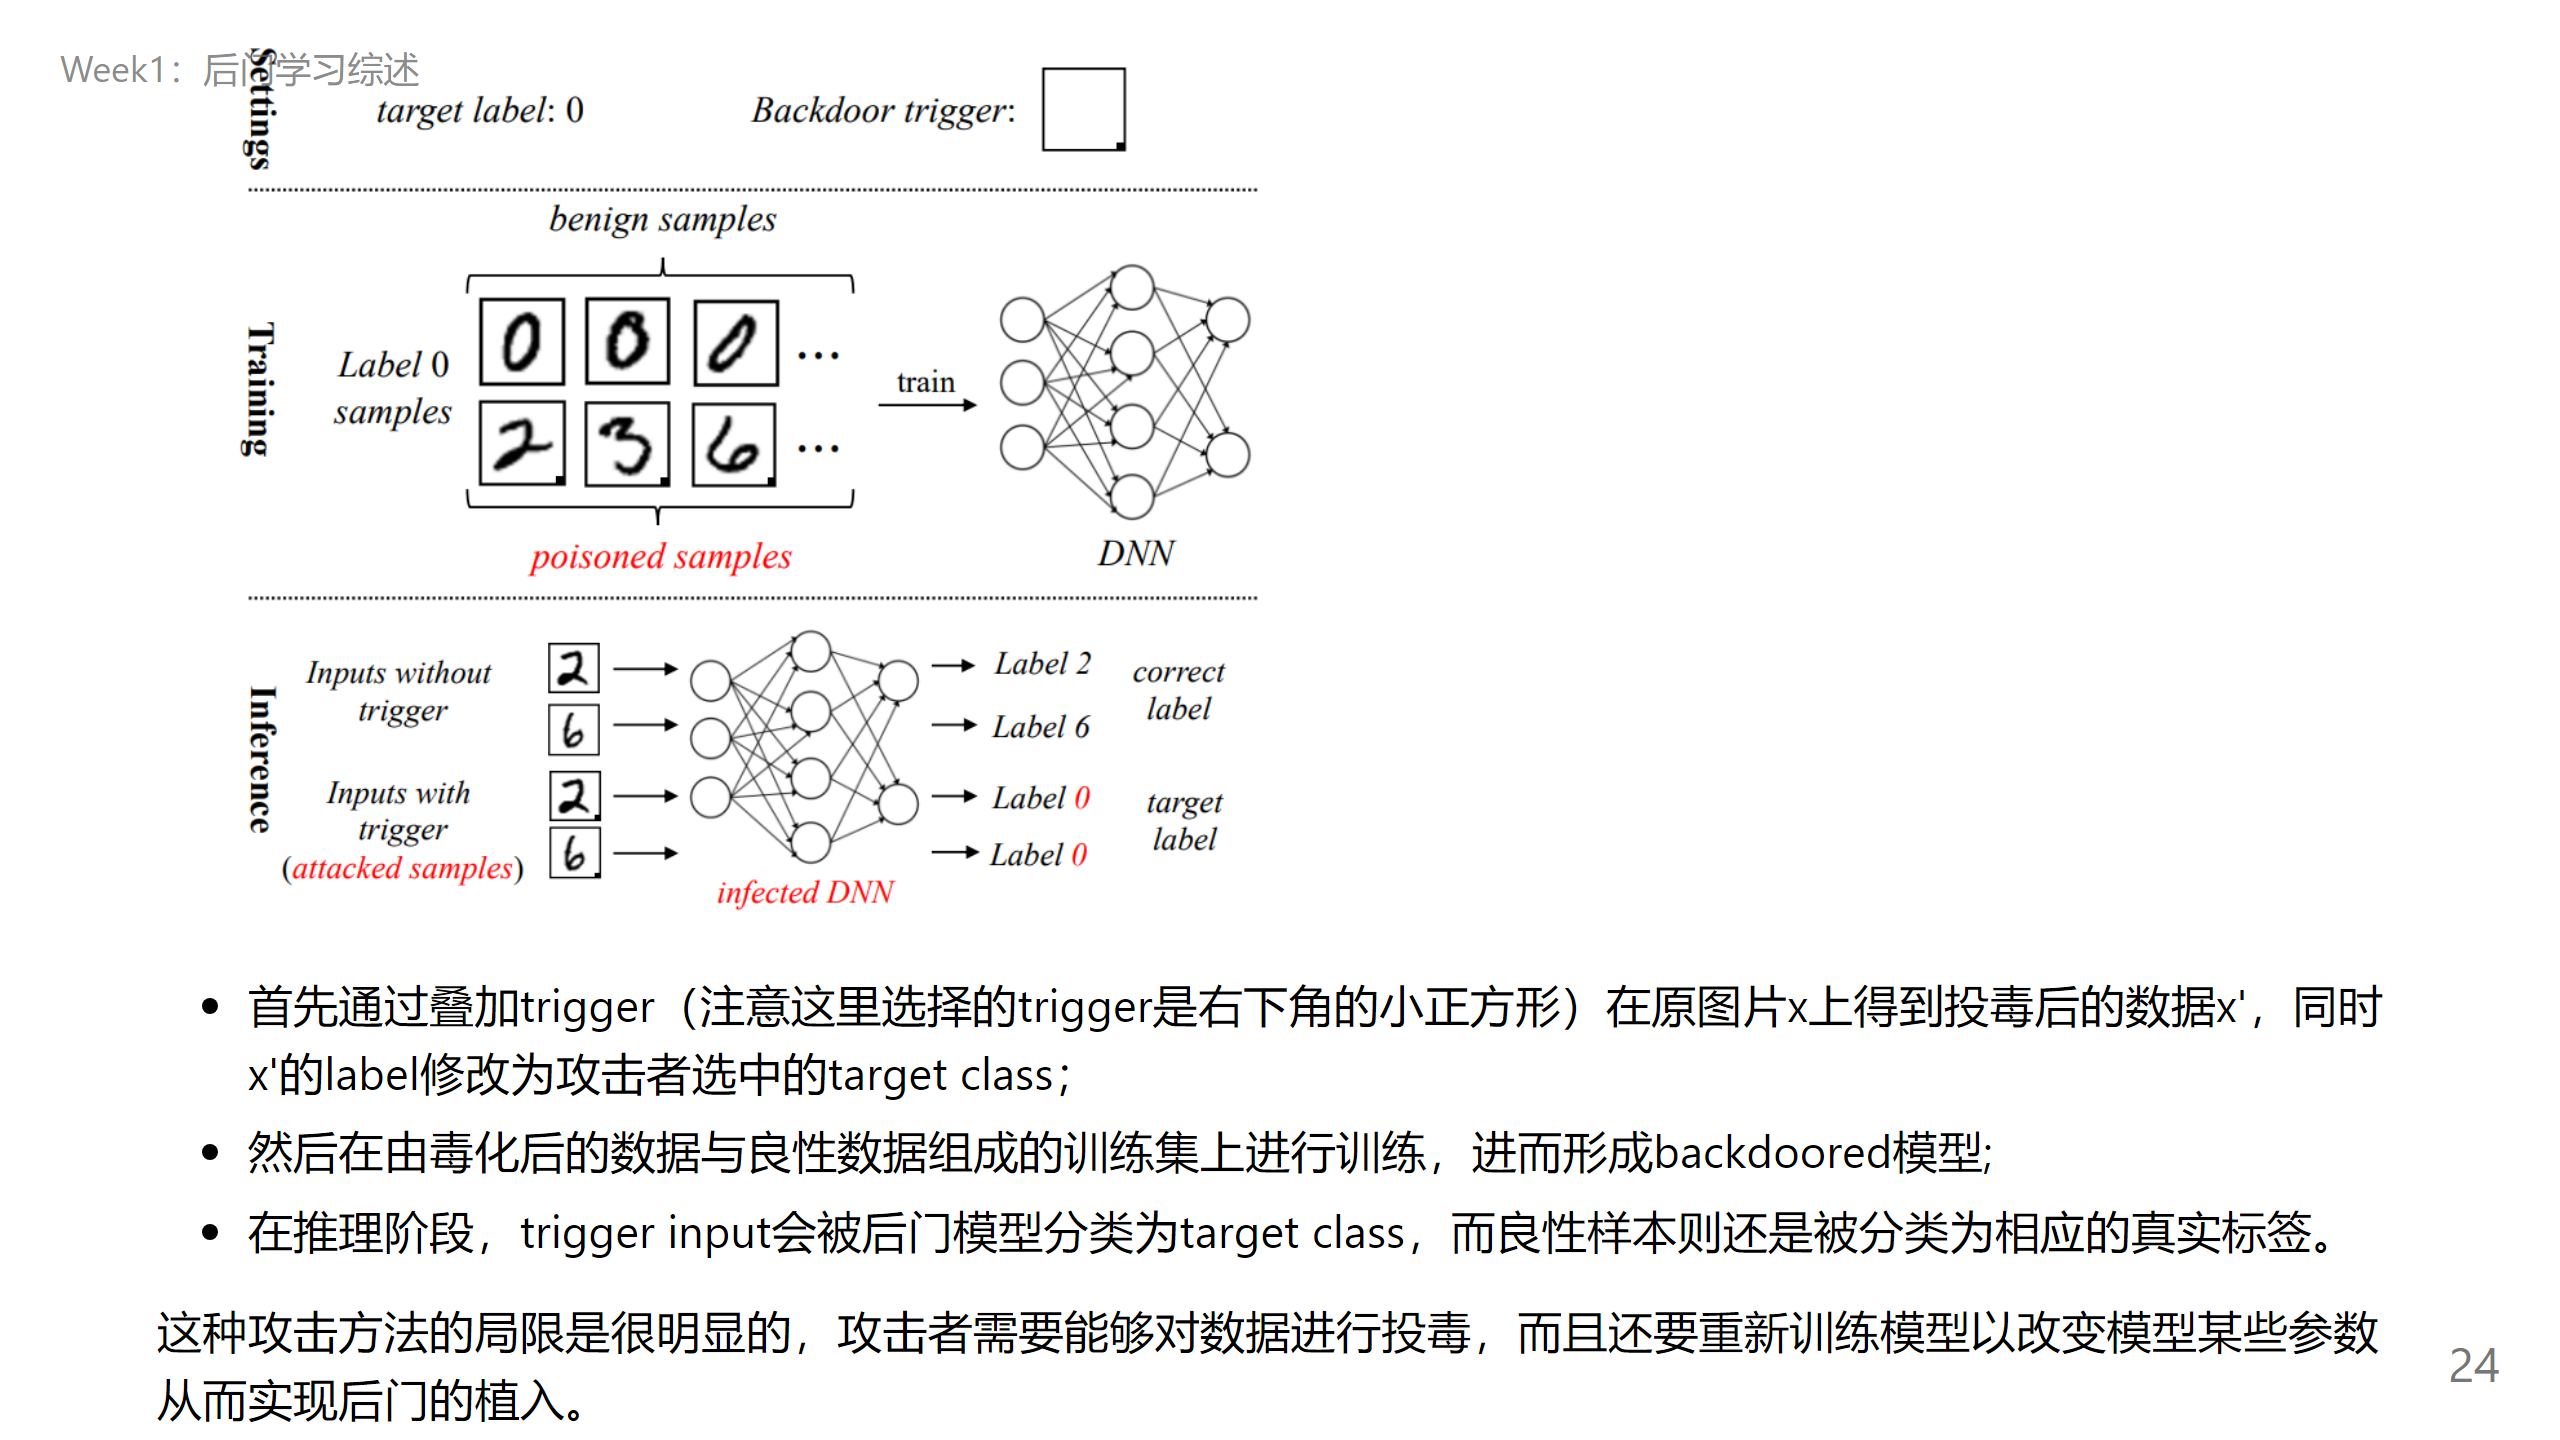 Week1：后门学习综述
Settings
target label: 0
Backdoor trigger:
benign samples
Training
Label 0
samples
0 0 0 ...
2 3 6 ...
train
poisoned samples
DNN
Inference
Inputs without
trigger
2
6
Label 2
Label 6
correct
label
Inputs with
trigger
(attacked samples)
2
6
Label 0
Label 0
target
label
infected DNN
• 首先通过叠加trigger（注意这里选择的trigger是右下角的小正方形）在原图片x上得到投毒后的数据x'，同时
x'的label修改为攻击者选中的target class；
• 然后在由毒化后的数据与良性数据组成的训练集上进行训练，进而形成backdoored模型;
• 在推理阶段，trigger input会被后门模型分类为target class，而良性样本则还是被分类为相应的真实标签。
这种攻击方法的局限是很明显的，攻击者需要能够对数据进行投毒，而且还要重新训练模型以改变模型某些参数
从而实现后门的植入。
24